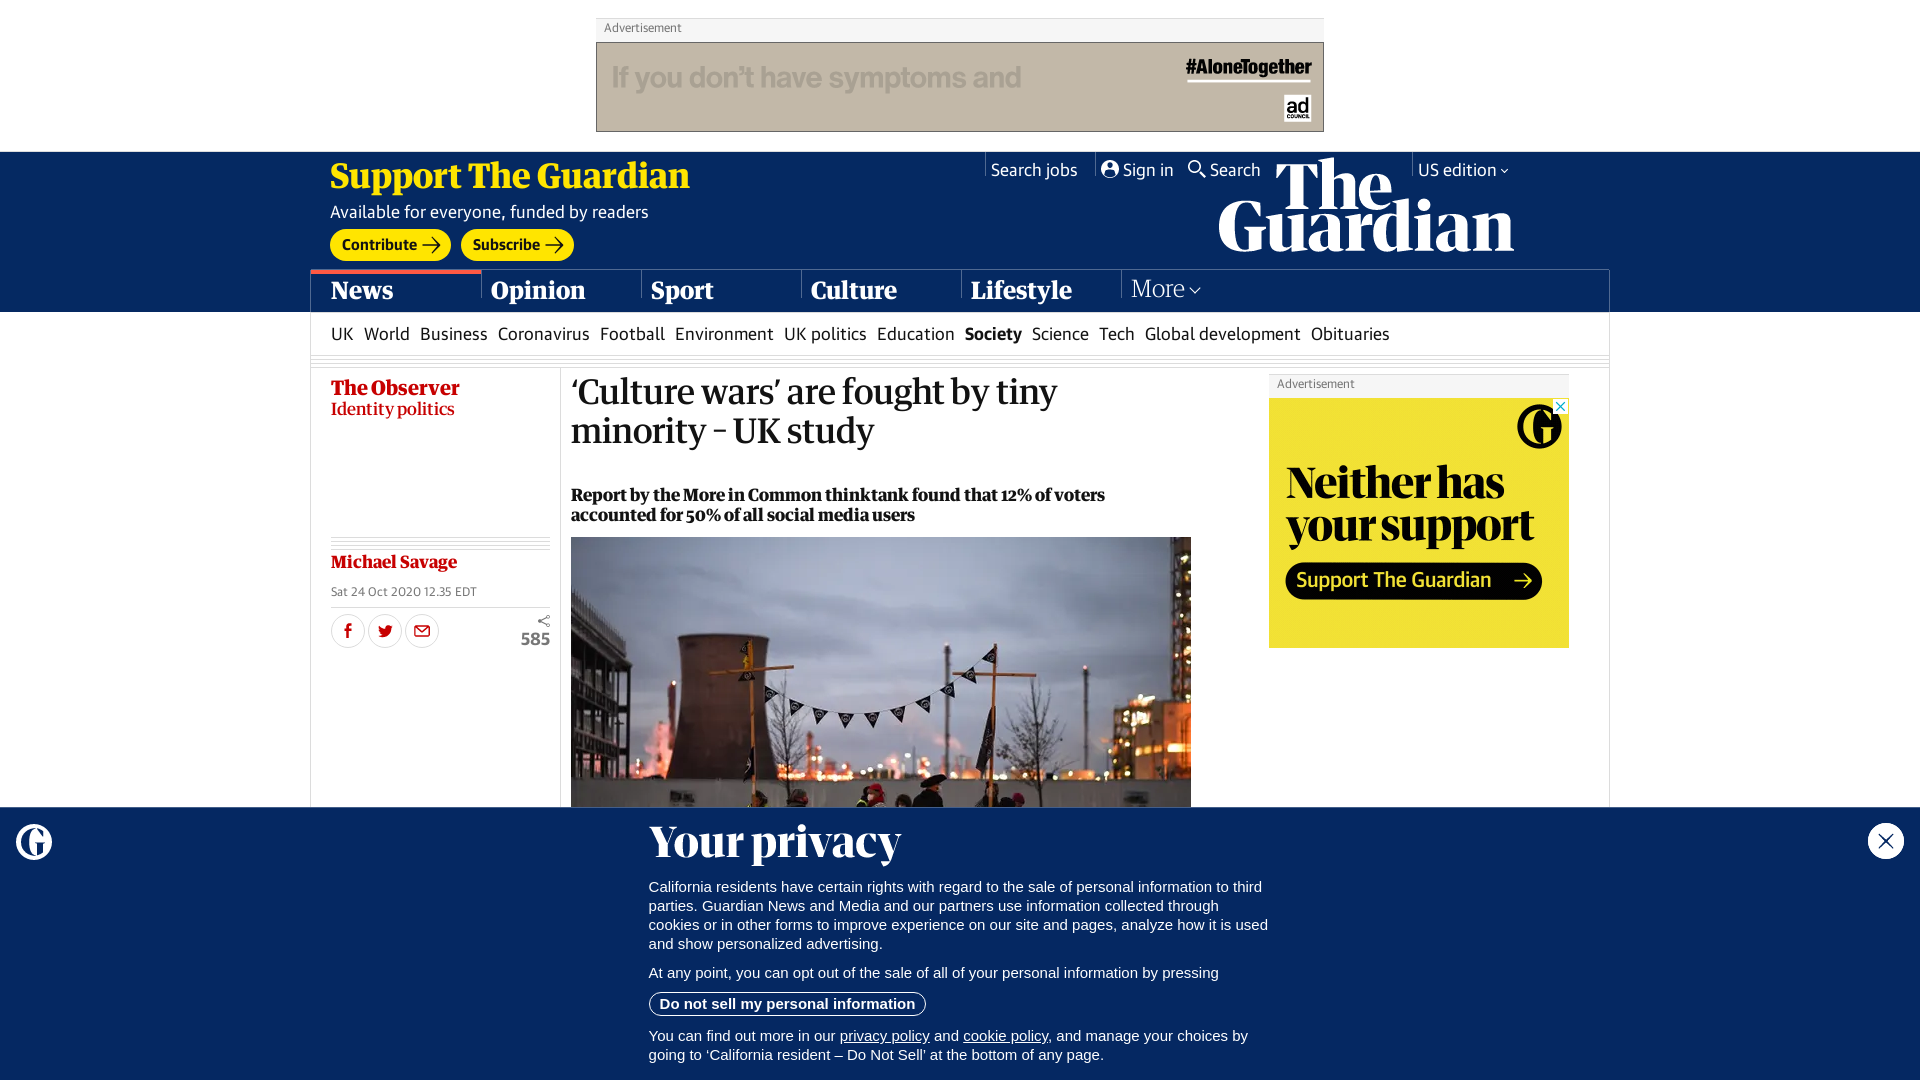 Advertisement
If you don't have symptoms and
#AloneTogether
ad
COUNCIL
Support The Guardian
Available for everyone, funded by readers
Contribute
Subscribe
Search jobs
Sign in
Search
US edition
The
Guardian
News
Opinion
Sport
Culture
Lifestyle
More
UK World Business Coronavirus Football Environment UK politics Education Society Science Tech Global development Obituaries
The Observer
Identity politics
‘Culture wars’ are fought by tiny
minority – UK study
Report by the More in Common thinktank found that 12% of voters
accounted for 50% of all social media users
Michael Savage
Sat 24 Oct 2020 12.35 EDT
585
Advertisement
G
Neither has
your support
Support The Guardian
G
Your privacy
California residents have certain rights with regard to the sale of personal information to third
parties. Guardian News and Media and our partners use information collected through
cookies or in other forms to improve experience on our site and pages, analyze how it is used
and show personalized advertising.
At any point, you can opt out of the sale of all of your personal information by pressing
Do not sell my personal information
You can find out more in our privacy policy and cookie policy, and manage your choices by
going to ‘California resident – Do Not Sell’ at the bottom of any page.